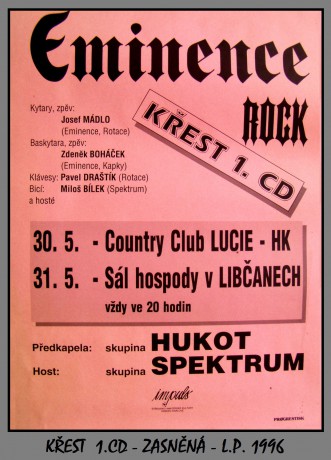 Eminence
ROCK
KŘEST 1. CD
Kytary, zpěv:
Josef MÁDLO
(Eminence, Rotace)
Baskytara, zpěv:
Zdeněk BOHÁČEK
(Eminence, Kapky)
Klávesy: Pavel DRAŠTÍK (Rotace)
Bicí: Miloš BÍLEK (Spektrum)
a hosté
30. 5. - Country Club LUCIE - HK
31. 5. - Sál hospody v LIBČANECH
vždy ve 20 hodin
Předkapela: skupina HUKOT
Host: skupina SPEKTRUM
impuls
KŘEST 1.CD - ZASNĚNÁ - L.P. 1996